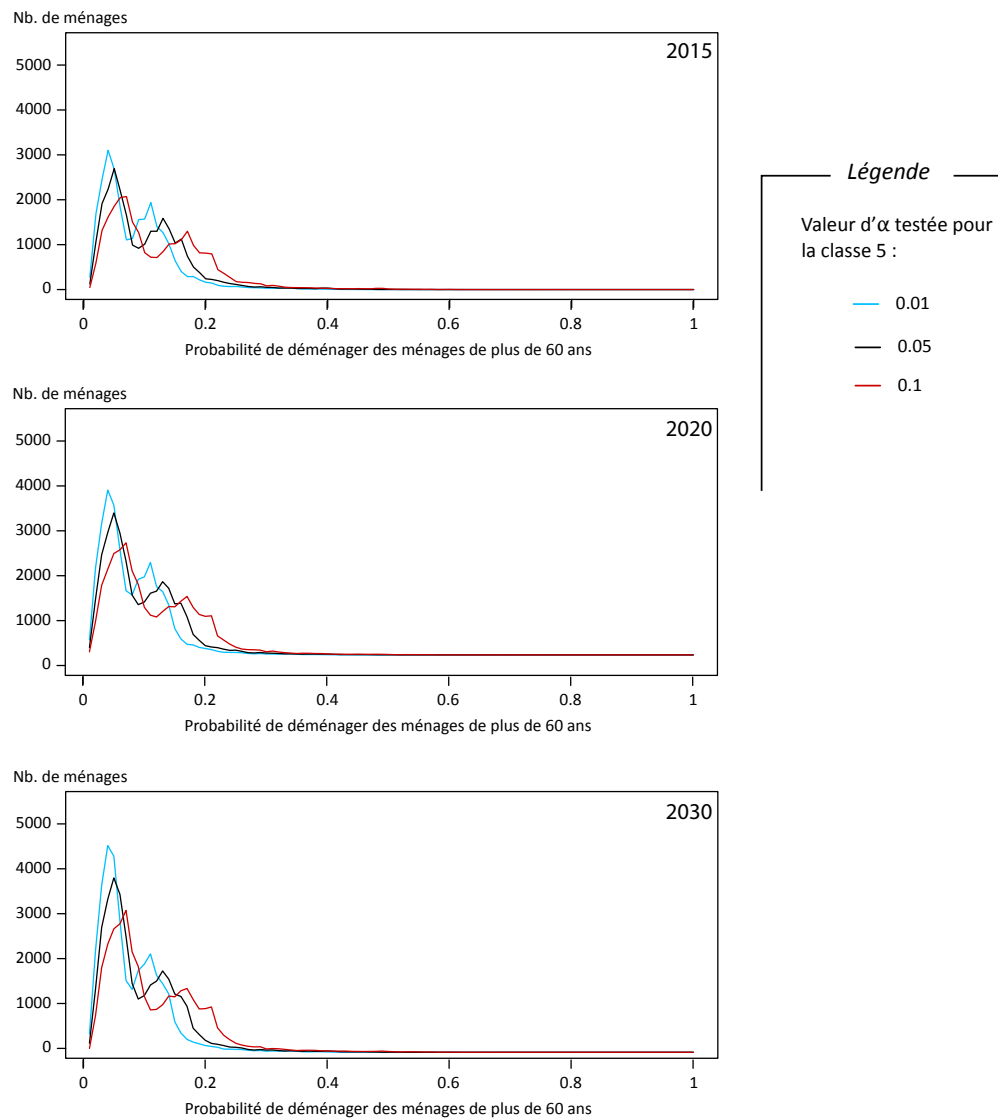 Nb. de ménages
2015
5000
4000
3000
2000
1000
0
0 0.2 0.4 0.6 0.8 1
Probabilité de déménager des ménages de plus de 60 ans
Légende
Valeur d'α testée pour
la classe 5 :
0.01
0.05
0.1
Nb. de ménages
2020
5000
4000
3000
2000
1000
0
0 0.2 0.4 0.6 0.8 1
Probabilité de déménager des ménages de plus de 60 ans
Nb. de ménages
2030
5000
4000
3000
2000
1000
0
0 0.2 0.4 0.6 0.8 1
Probabilité de déménager des ménages de plus de 60 ans